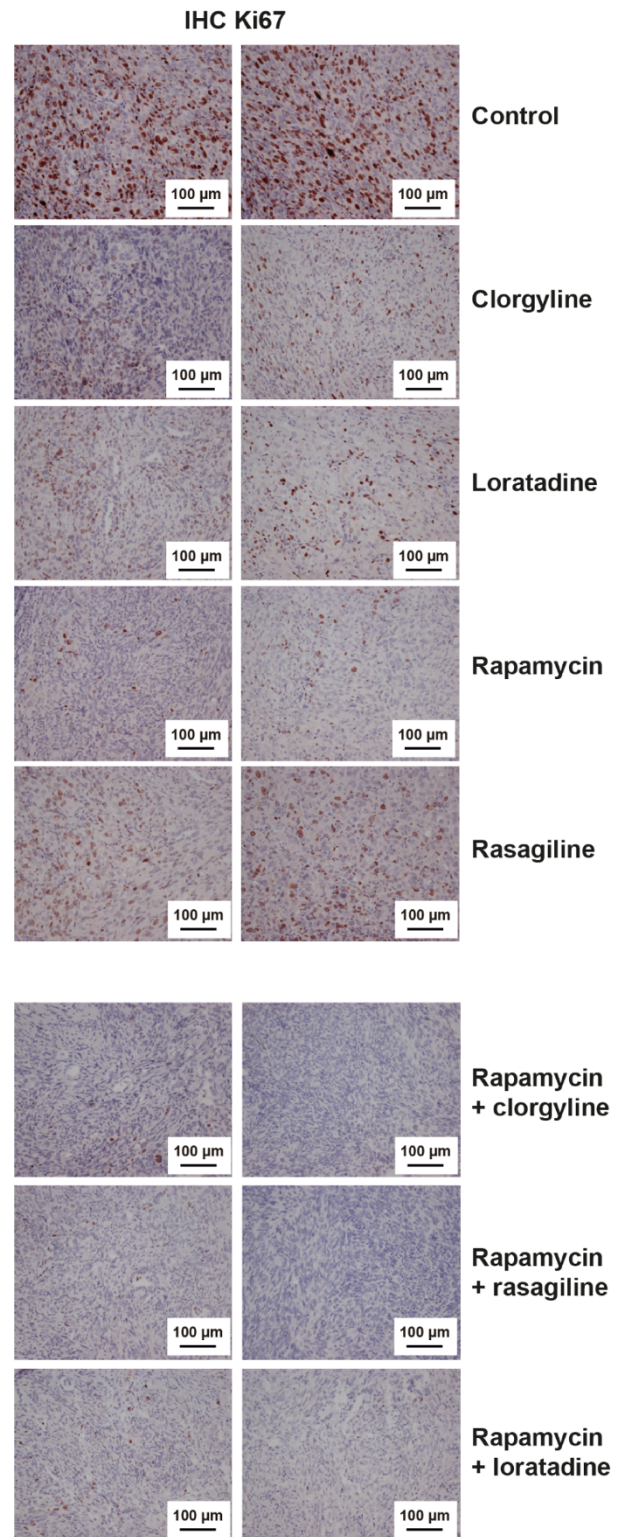 IHC Ki67
100 µm
100 µm
Control
100 µm
100 µm
Clorgyline
100 µm
100 µm
Loratadine
100 µm
100 µm
Rapamycin
100 µm
100 µm
Rasagiline
100 µm
100 µm
Rapamycin
+ clorgyline
100 µm
100 µm
Rapamycin
+ rasagiline
100 µm
100 µm
Rapamycin
+ loratadine